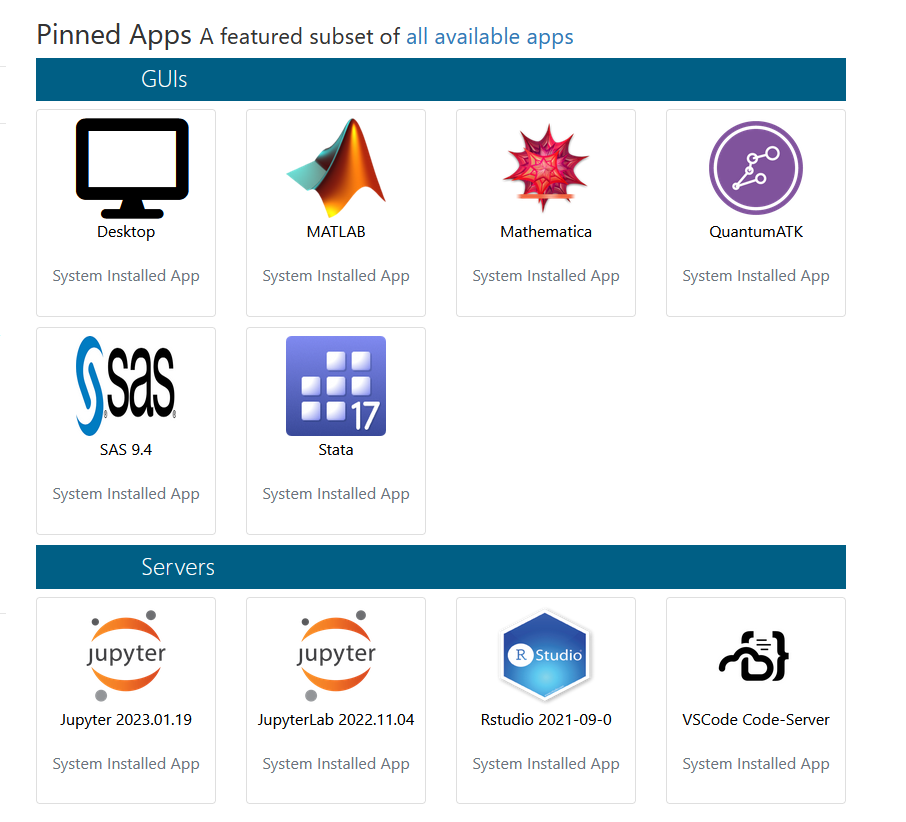 Pinned Apps A featured subset of all available apps
GUIs
Desktop
System Installed App
MATLAB
System Installed App
Mathematica
System Installed App
QuantumATK
System Installed App
sas
SAS 9.4
System Installed App
17
Stata
System Installed App
Servers
jupyter
Jupyter 2023.01.19
System Installed App
jupyter
JupyterLab 2022.11.04
System Installed App
R Studio
Rstudio 2021-09-0
System Installed App
VSCode Code-Server
System Installed App